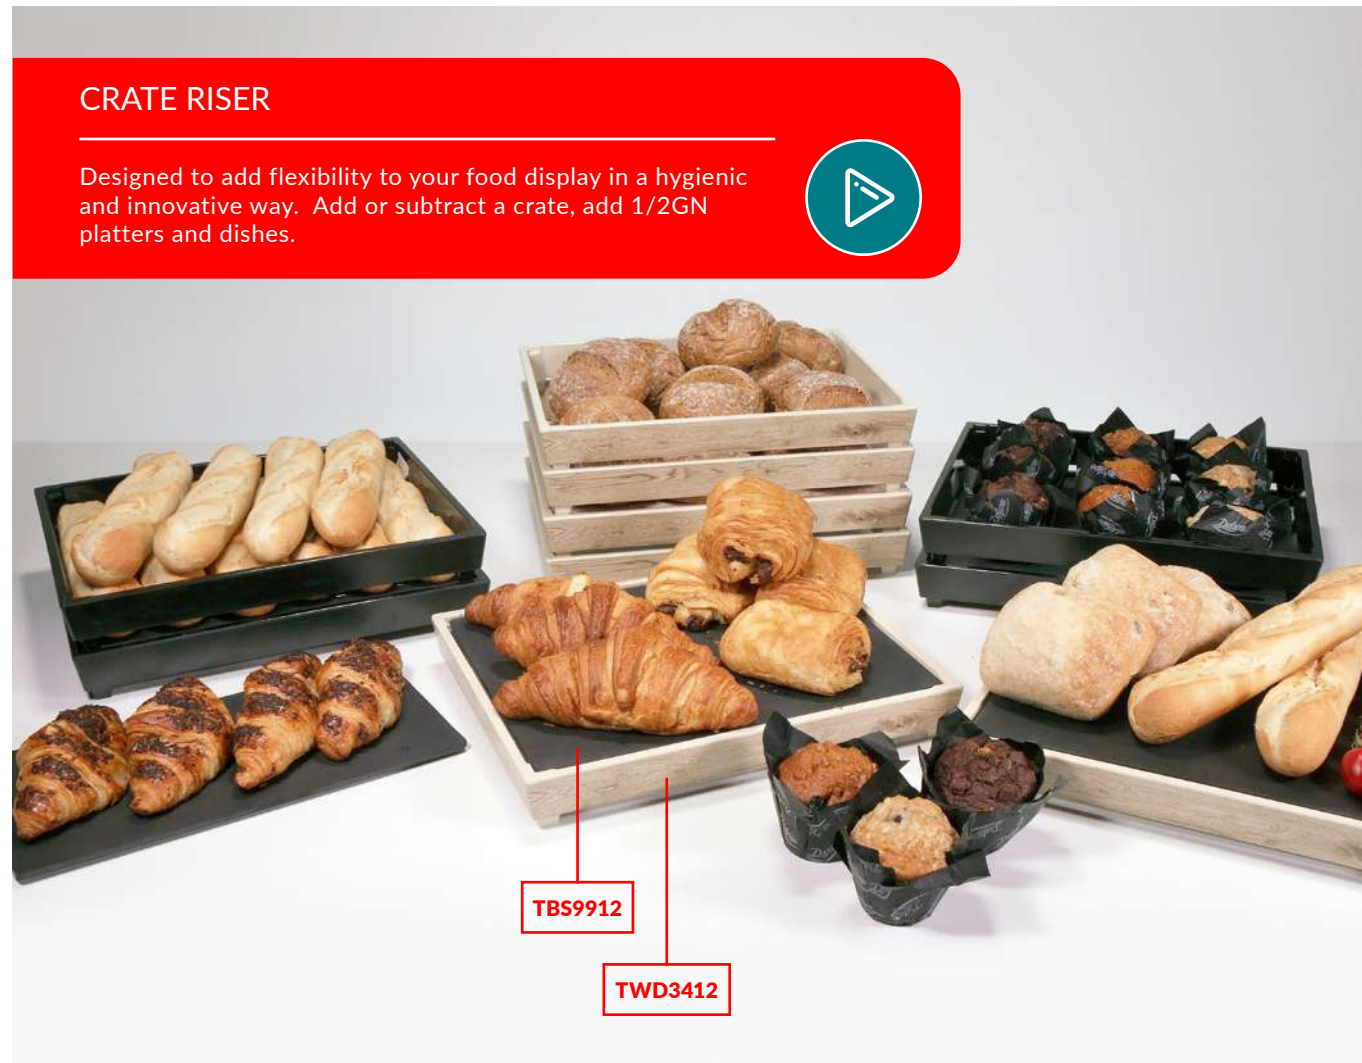 CRATE RISER
Designed to add flexibility to your food display in a hygienic
and innovative way.  Add or subtract a crate, add 1/2GN
platters and dishes.
TBS9912
TWD3412